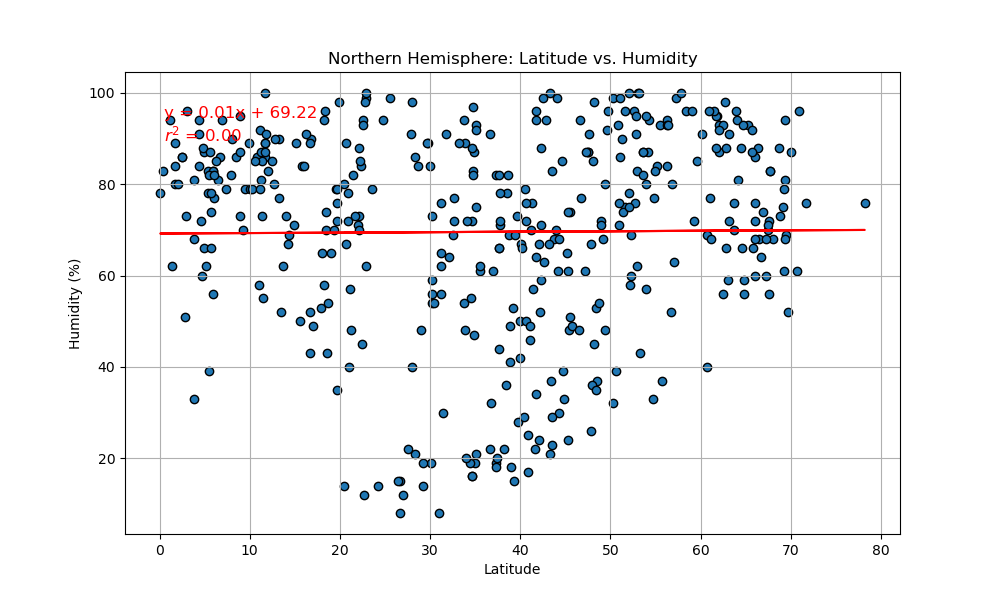 Northern Hemisphere: Latitude vs. Humidity
y = 0.01x + 69.22
r² = 0.00
Humidity (%)
100
80
60
40
20
0 10 20 30 40 50 60 70 80
Latitude